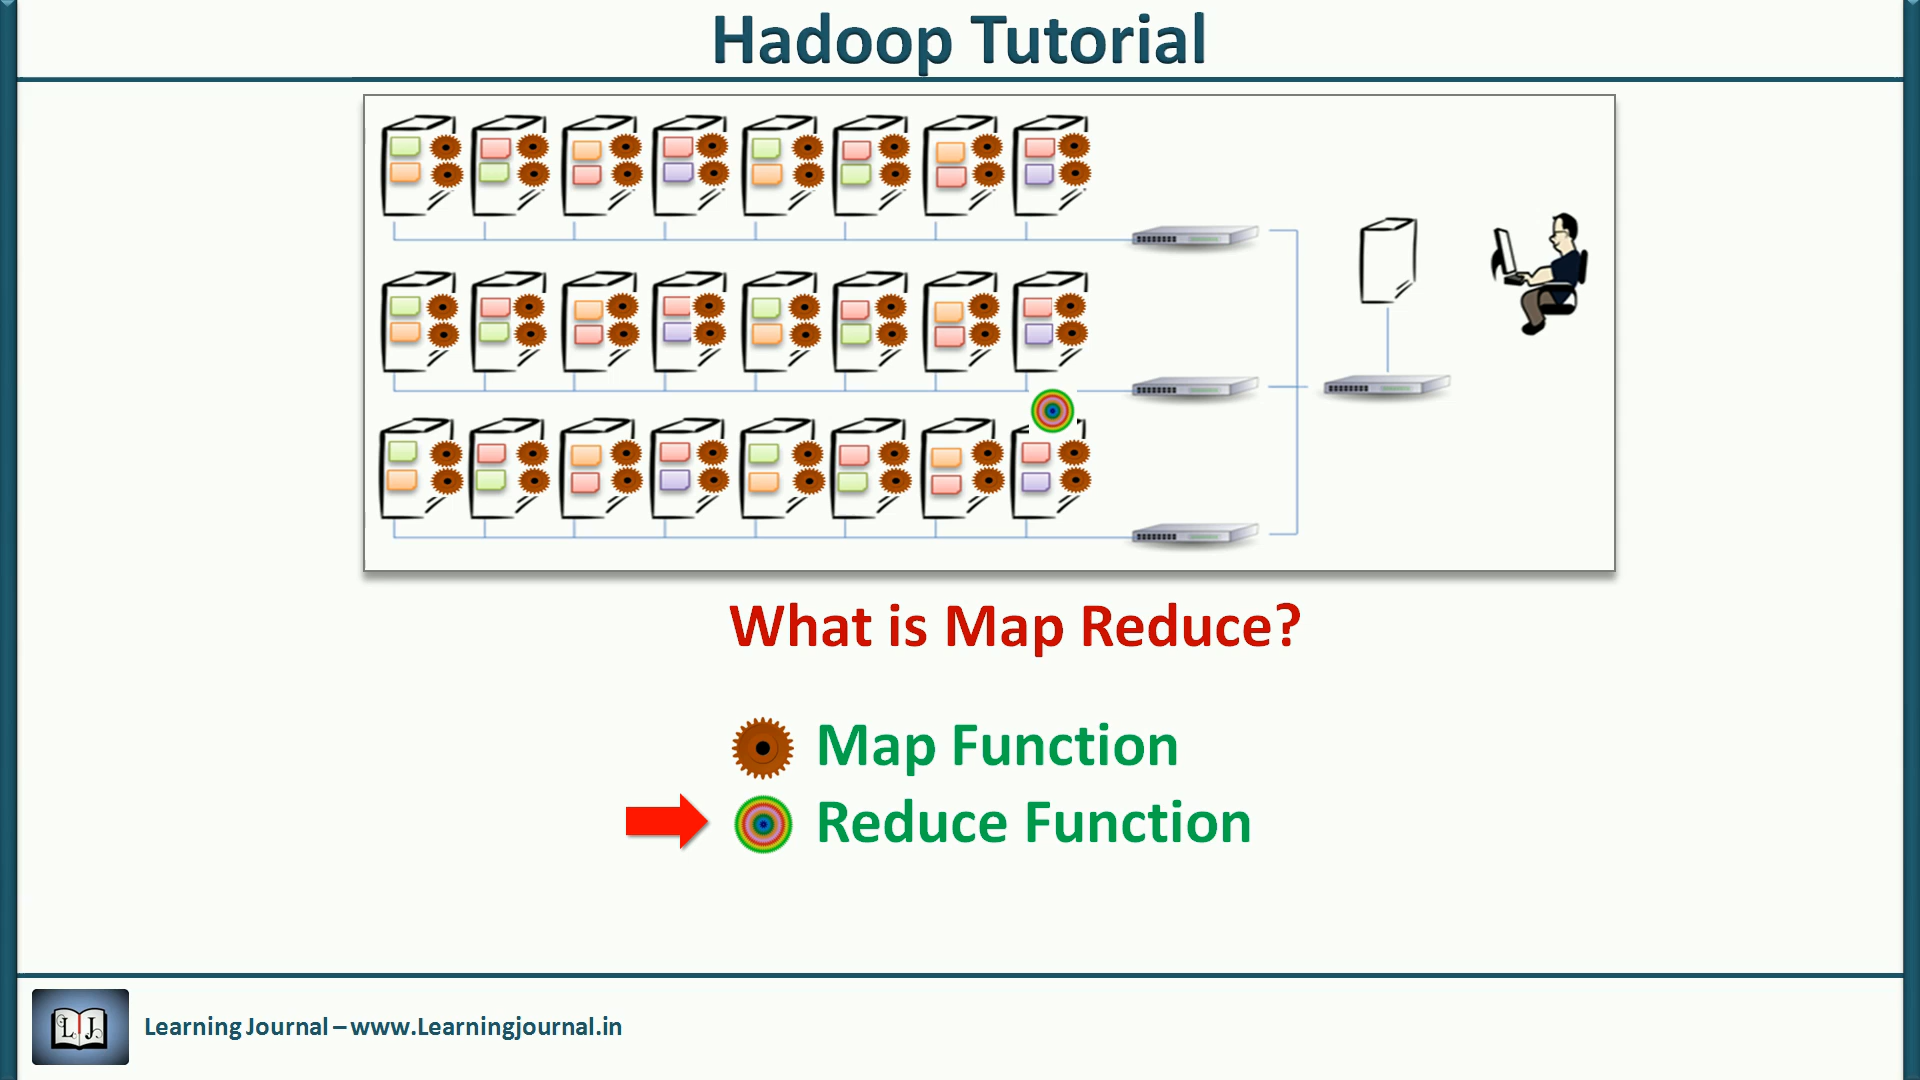 Hadoop Tutorial
What is Map Reduce?
Map Function
Reduce Function
L J
Learning Journal – www.Learningjournal.in